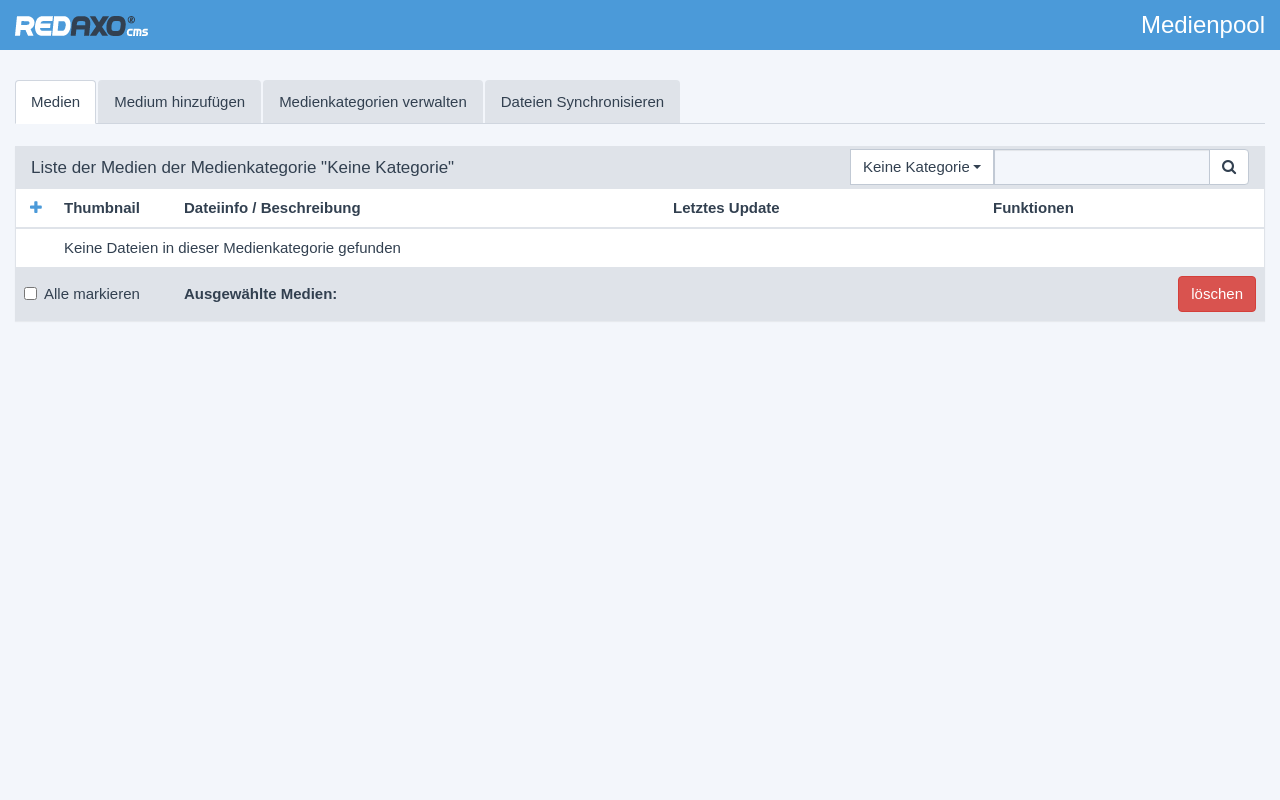 REDAXO® cms
Medienpool
Medien
Medium hinzufügen
Medienkategorien verwalten
Dateien Synchronisieren
Liste der Medien der Medienkategorie "Keine Kategorie"
Keine Kategorie
Thumbnail
Dateiinfo / Beschreibung
Letztes Update
Funktionen
Keine Dateien in dieser Medienkategorie gefunden
Alle markieren
Ausgewählte Medien:
löschen